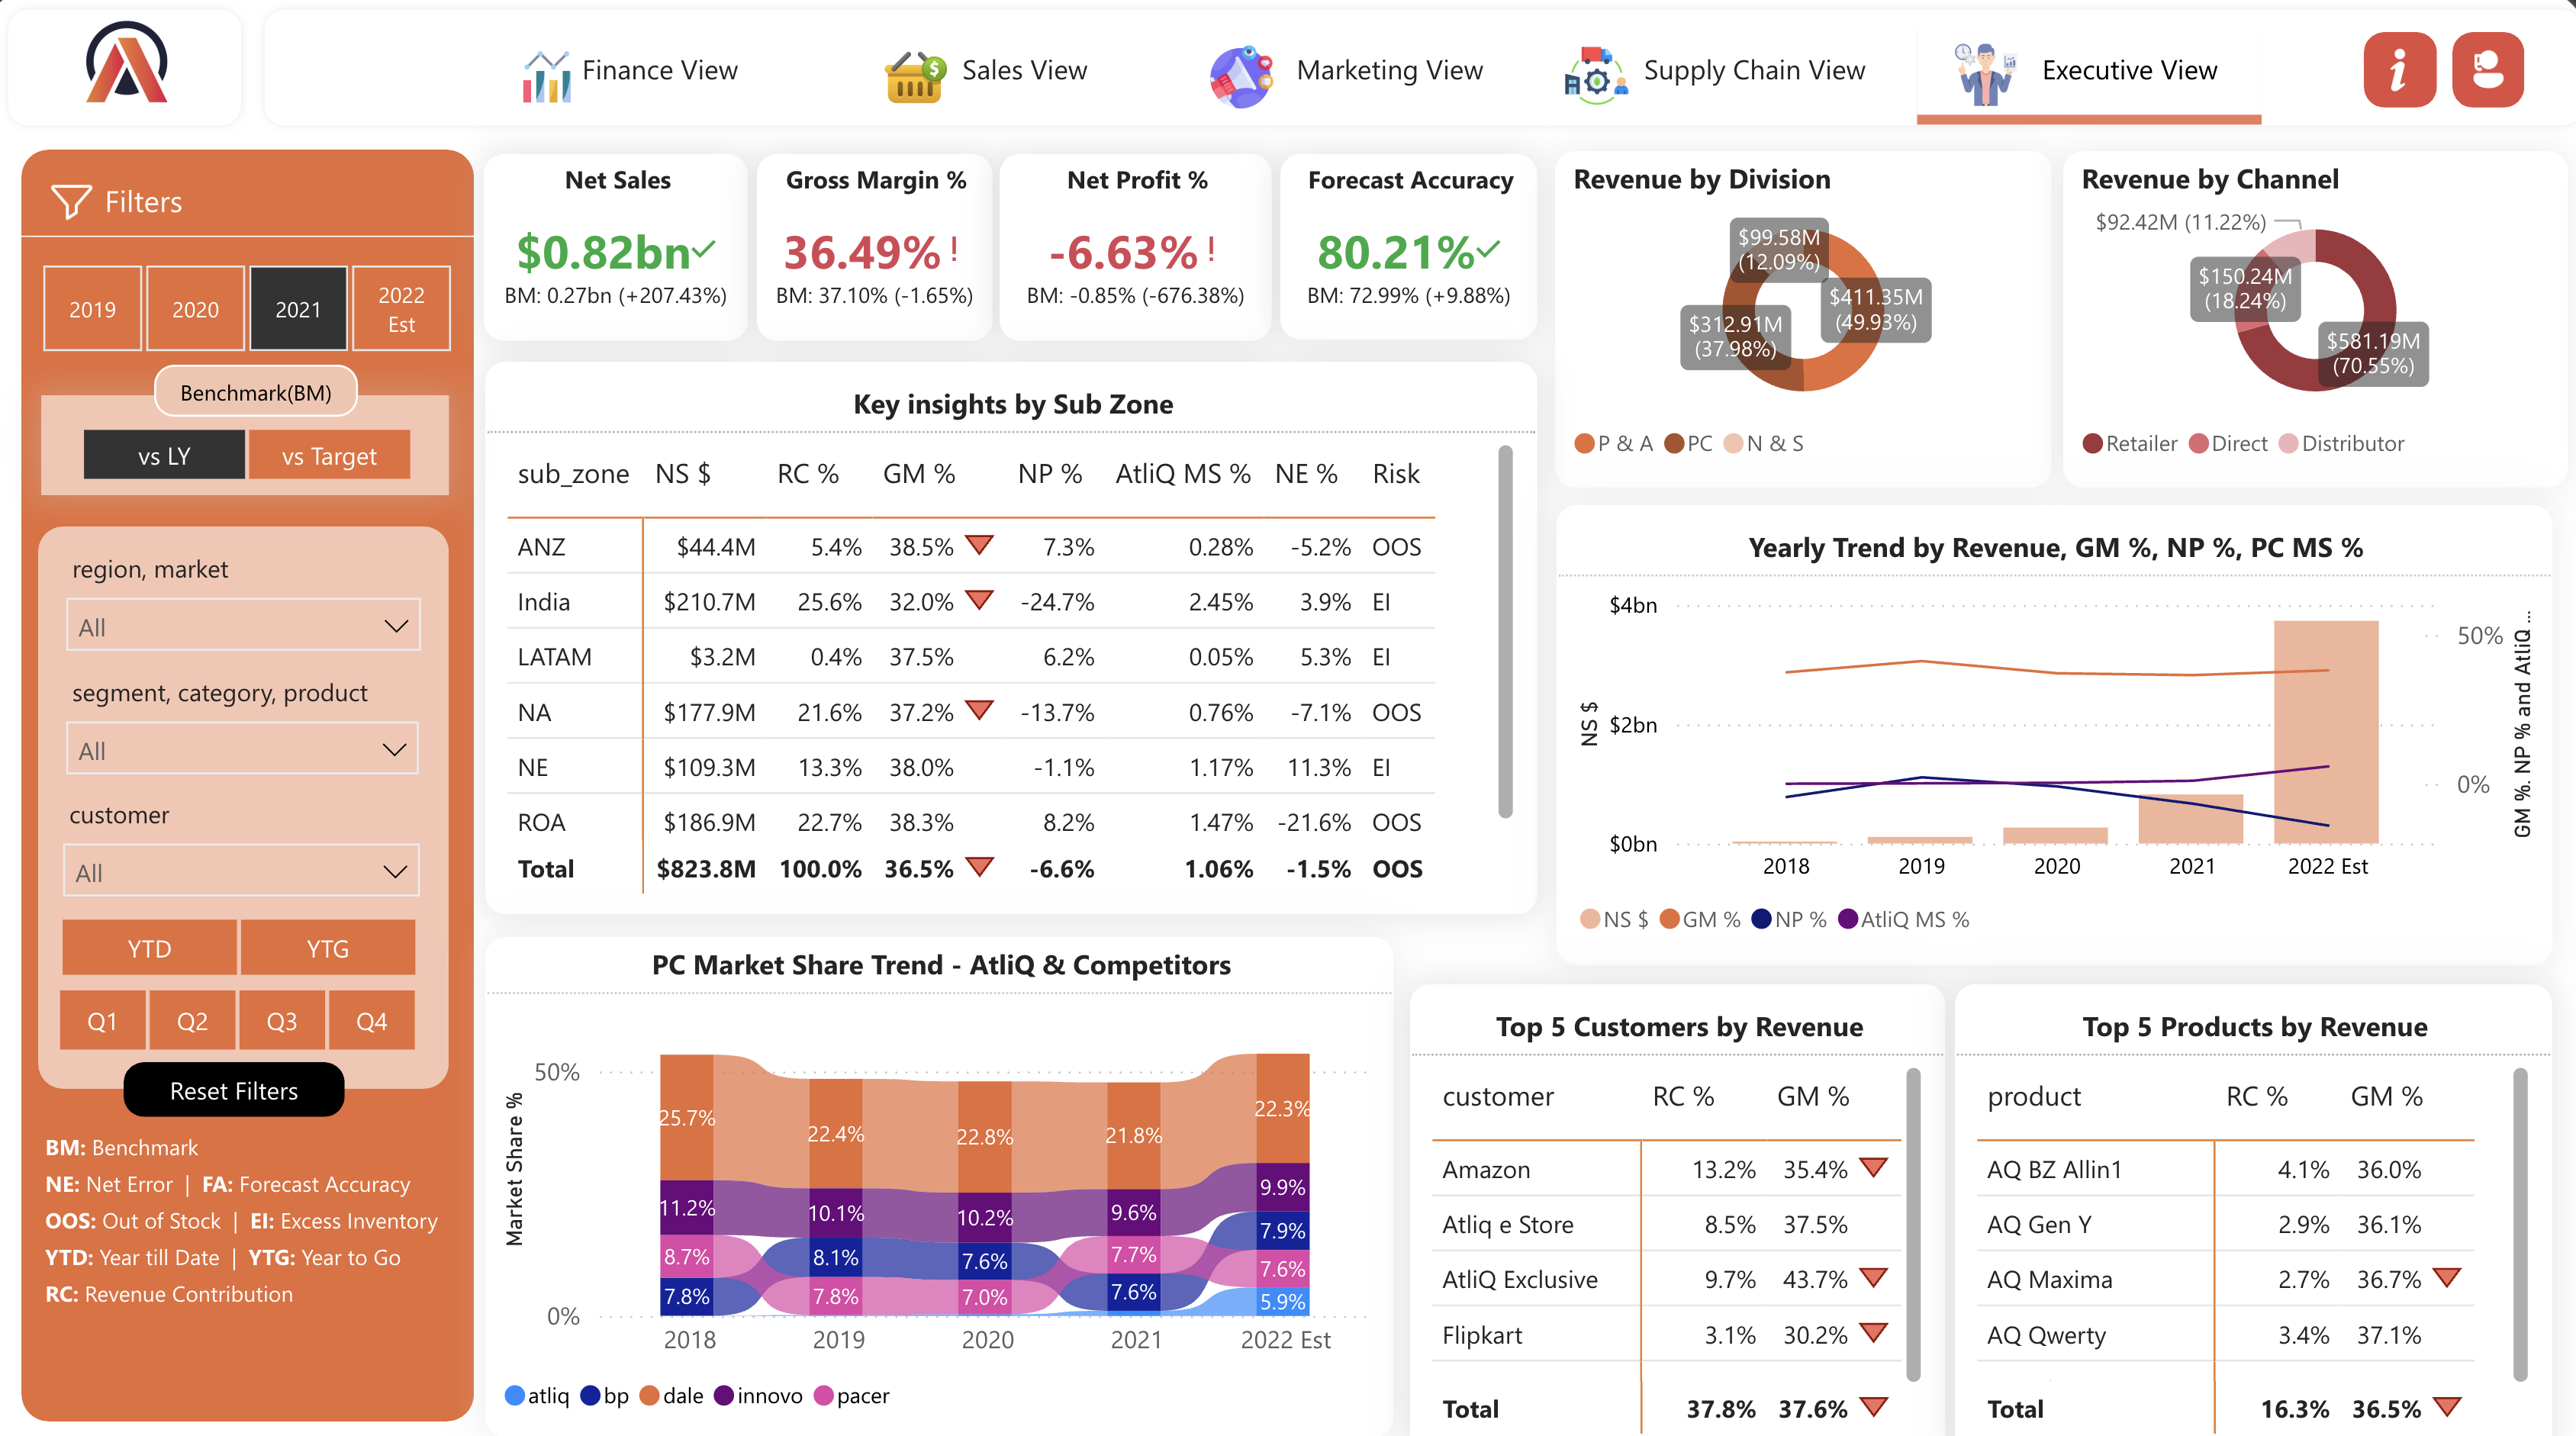 Finance View
Sales View
Marketing View
Supply Chain View
Executive View
Filters
2019
2020
2021
2022
Est
Benchmark(BM)
vs LY
vs Target
region, market
All
segment, category, product
All
customer
All
YTD
YTG
Q1
Q2
Q3
Q4
Reset Filters
BM: Benchmark
NE: Net Error | FA: Forecast Accuracy
OOS: Out of Stock | EI: Excess Inventory
YTD: Year till Date | YTG: Year to Go
RC: Revenue Contribution
Net Sales
$0.82bn
BM: 0.27bn (+207.43%)
Gross Margin %
36.49% !
BM: 37.10% (-1.65%)
Net Profit %
-6.63% !
BM: -0.85% (-676.38%)
Forecast Accuracy
80.21%
BM: 72.99% (+9.88%)
Revenue by Division
$99.58M
(12.09%)
$411.35M
(49.93%)
$312.91M
(37.98%)
P & A PC N & S
Revenue by Channel
$92.42M (11.22%)
$150.24M
(18.24%)
$581.19M
(70.55%)
Retailer Direct Distributor
Key insights by Sub Zone
sub_zone NS $ RC % GM % NP % AtliQ MS % NE % Risk
ANZ $44.4M 5.4% 38.5% 7.3% 0.28% -5.2% OOS
India $210.7M 25.6% 32.0% -24.7% 2.45% 3.9% EI
LATAM $3.2M 0.4% 37.5% 6.2% 0.05% 5.3% EI
NA $177.9M 21.6% 37.2% -13.7% 0.76% -7.1% OOS
NE $109.3M 13.3% 38.0% -1.1% 1.17% 11.3% EI
ROA $186.9M 22.7% 38.3% 8.2% 1.47% -21.6% OOS
Total $823.8M 100.0% 36.5% -6.6% 1.06% -1.5% OOS
Yearly Trend by Revenue, GM %, NP %, PC MS %
NS $
$4bn
$2bn
$0bn
50%
0%
GM %. NP % and AtliQ ...
2018 2019 2020 2021 2022 Est
NS $ GM % NP % AtliQ MS %
PC Market Share Trend - AtliQ & Competitors
Market Share %
50%
0%
25.7% 22.4% 22.8% 21.8% 22.3%
11.2% 10.1% 10.2% 9.6% 9.9%
8.7% 8.1% 7.6% 7.7% 7.9%
7.8% 7.8% 7.0% 7.6% 7.6%
5.9%
2018 2019 2020 2021 2022 Est
atliq bp dale innovo pacer
Top 5 Customers by Revenue
customer RC % GM %
Amazon 13.2% 35.4%
Atliq e Store 8.5% 37.5%
AtliQ Exclusive 9.7% 43.7%
Flipkart 3.1% 30.2%
Total 37.8% 37.6%
Top 5 Products by Revenue
product RC % GM %
AQ BZ Allin1 4.1% 36.0%
AQ Gen Y 2.9% 36.1%
AQ Maxima 2.7% 36.7%
AQ Qwerty 3.4% 37.1%
Total 16.3% 36.5%